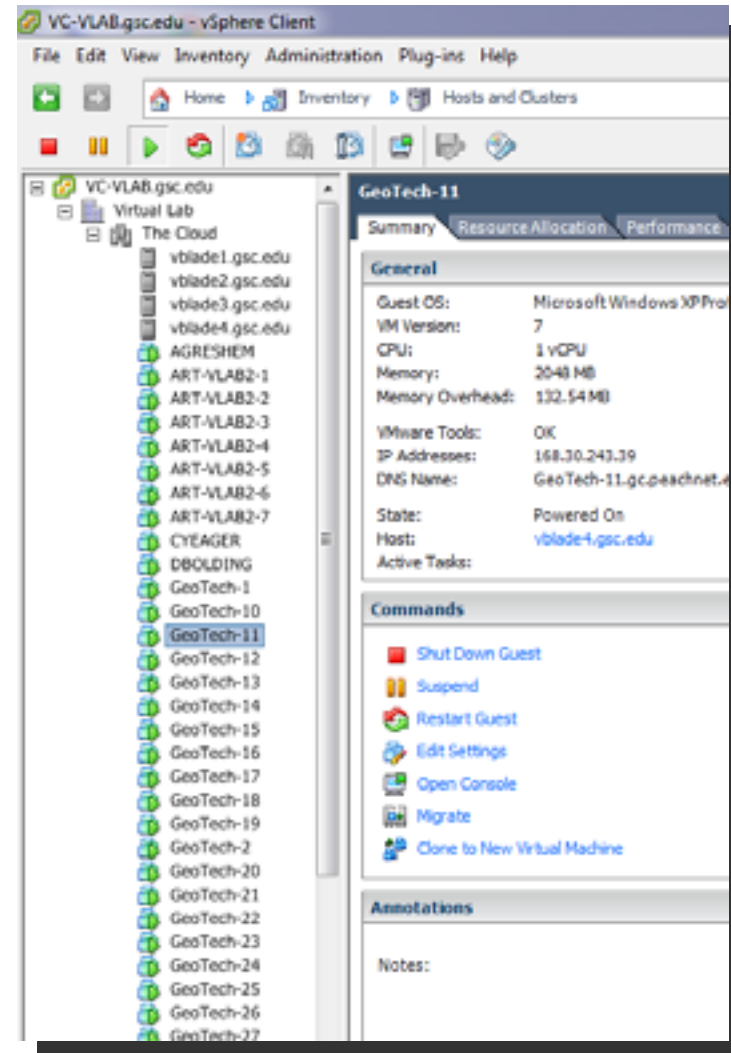 VC-VLAB.gsc.edu - vSphere Client
File Edit View Inventory Administration Plug-ins Help
Home Inventory Hosts and Clusters
VC-VLAB.gsc.edu
Virtual Lab
The Cloud
vblade1.gsc.edu
vblade2.gsc.edu
vblade3.gsc.edu
vblade4.gsc.edu
AGRESHEM
ART-VLAB2-1
ART-VLAB2-2
ART-VLAB2-3
ART-VLAB2-4
ART-VLAB2-5
ART-VLAB2-6
ART-VLAB2-7
CYEAGER
DBOLDING
GeoTech-1
GeoTech-10
GeoTech-11
GeoTech-12
GeoTech-13
GeoTech-14
GeoTech-15
GeoTech-16
GeoTech-17
GeoTech-18
GeoTech-19
GeoTech-2
GeoTech-20
GeoTech-21
GeoTech-22
GeoTech-23
GeoTech-24
GeoTech-25
GeoTech-26
GeoTech-27
GeoTech-11
Summary Resource Allocation Performance
General
Guest OS: Microsoft Windows XP Prof
VM Version: 7
CPU: 1 vCPU
Memory: 2048 MB
Memory Overhead: 132.54 MB
VMware Tools: OK
IP Addresses: 168.30.243.39
DNS Name: GeoTech-11.gc.peachnet.e
State: Powered On
Host: vblade4.gsc.edu
Active Tasks:
Commands
Shut Down Guest
Suspend
Restart Guest
Edit Settings
Open Console
Migrate
Clone to New Virtual Machine
Annotations
Notes: